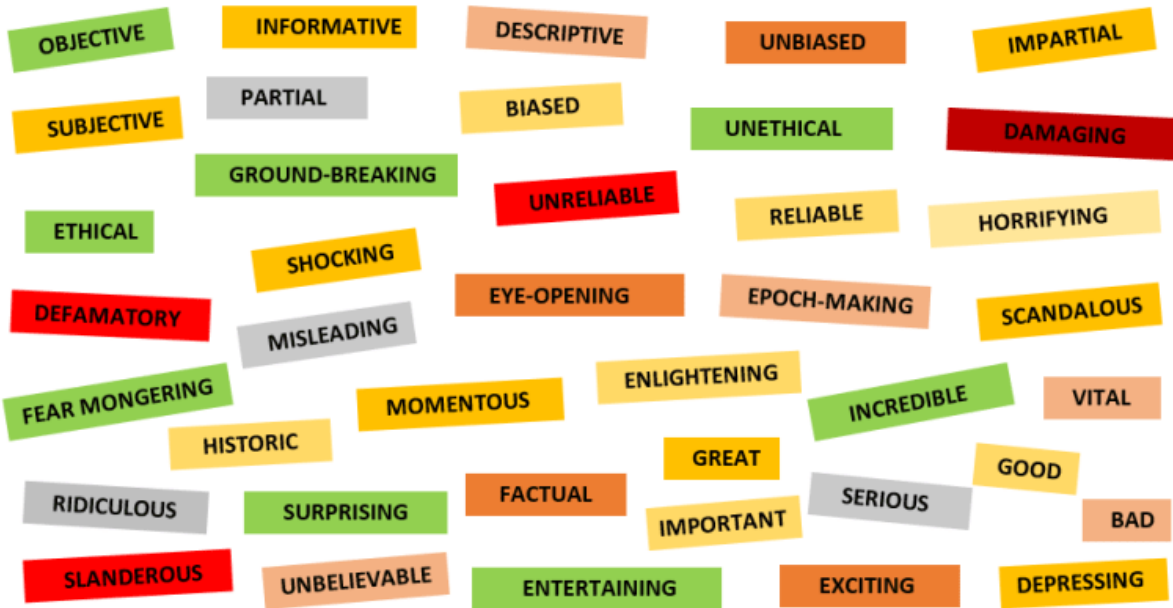 OBJECTIVE
INFORMATIVE
DESCRIPTIVE
UNBIASED
IMPARTIAL
SUBJECTIVE
PARTIAL
BIASED
UNETHICAL
DAMAGING
GROUND-BREAKING
UNRELIABLE
RELIABLE
HORRIFYING
ETHICAL
SHOCKING
EYE-OPENING
EPOCH-MAKING
SCANDALOUS
DEFAMATORY
MISLEADING
FEAR MONGERING
MOMENTOUS
ENLIGHTENING
INCREDIBLE
VITAL
HISTORIC
GREAT
GOOD
RIDICULOUS
SURPRISING
FACTUAL
IMPORTANT
SERIOUS
BAD
SLANDEROUS
UNBELIEVABLE
ENTERTAINING
EXCITING
DEPRESSING